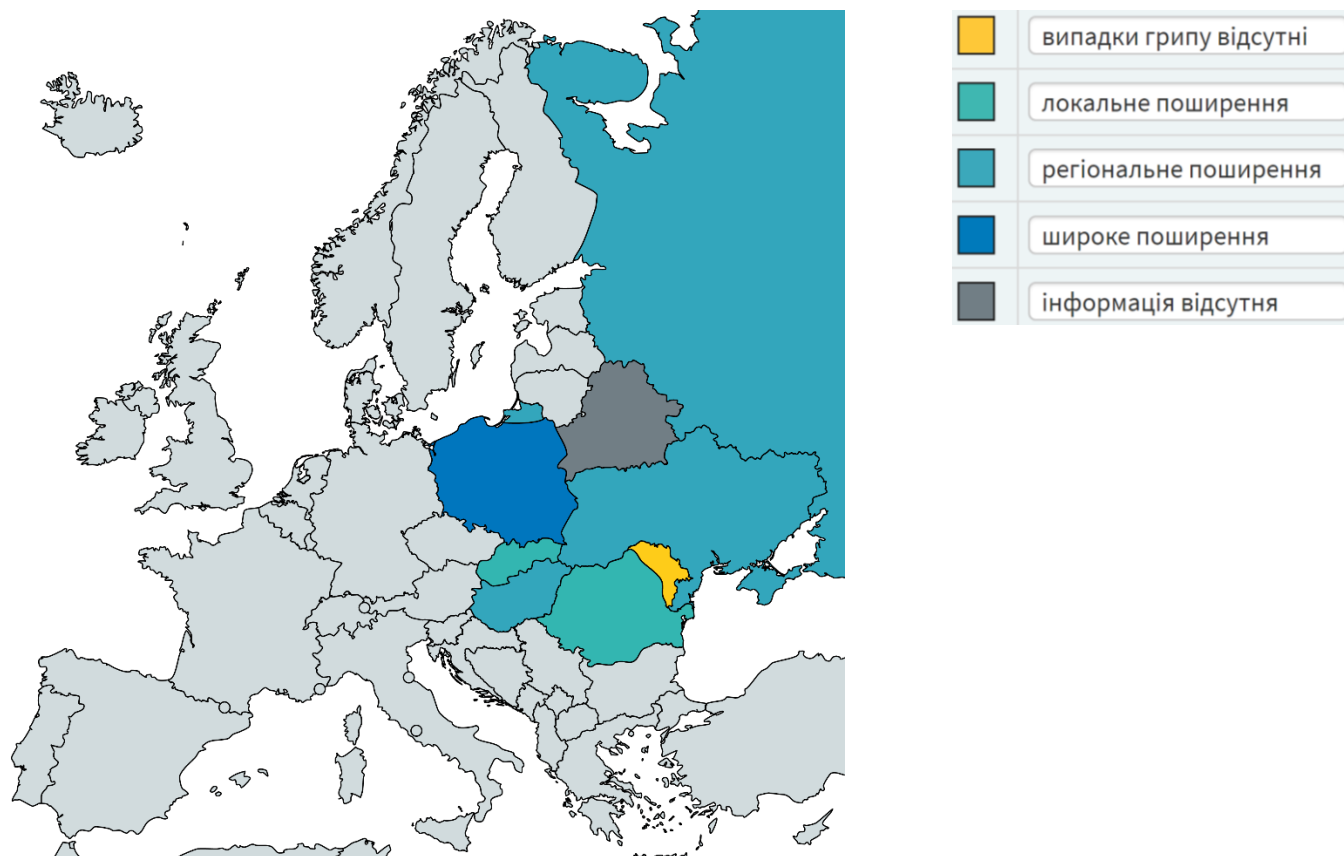 випадки грипу відсутні
локальне поширення
регіональне поширення
широке поширення
інформація відсутня